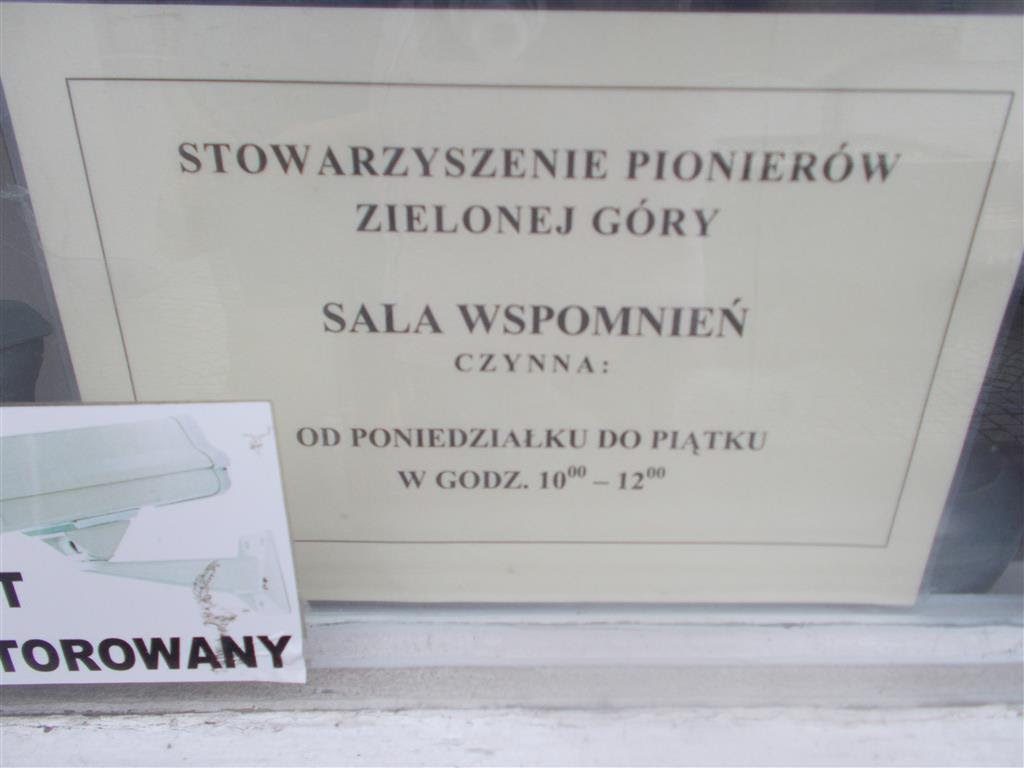 STOWARZYSZENIE PIONIERÓW
ZIELONEJ GÓRY
SALA WSPOMNIEŃ
CZYNNA:
OD PONIEDZIAŁKU DO PIĄTKU
W GODZ. 10⁰⁰ – 12⁰⁰
T
TOROWANY